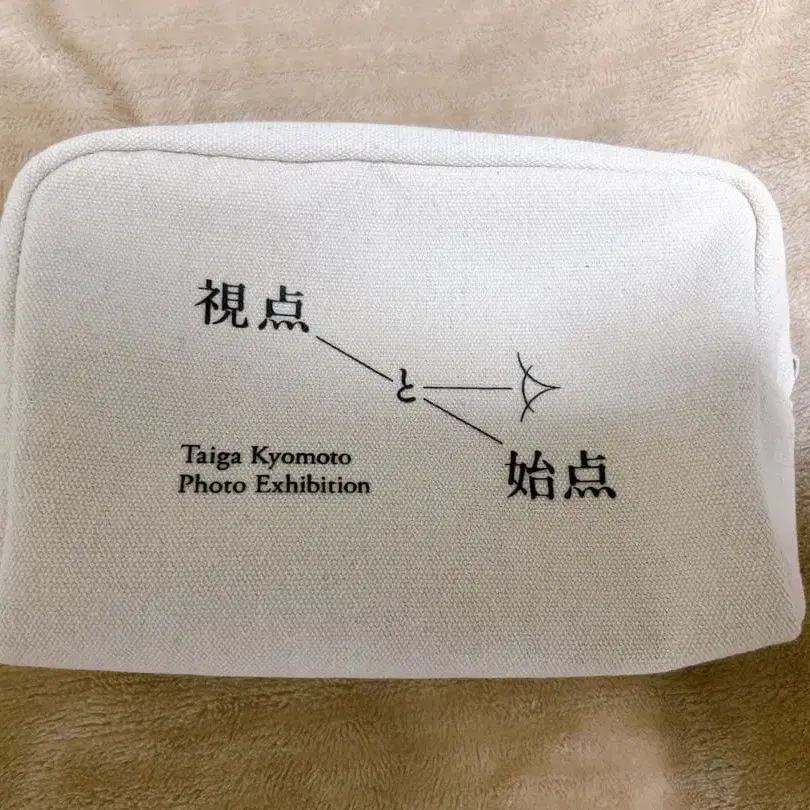 視点
と
始点
Taiga Kyomoto
Photo Exhibition